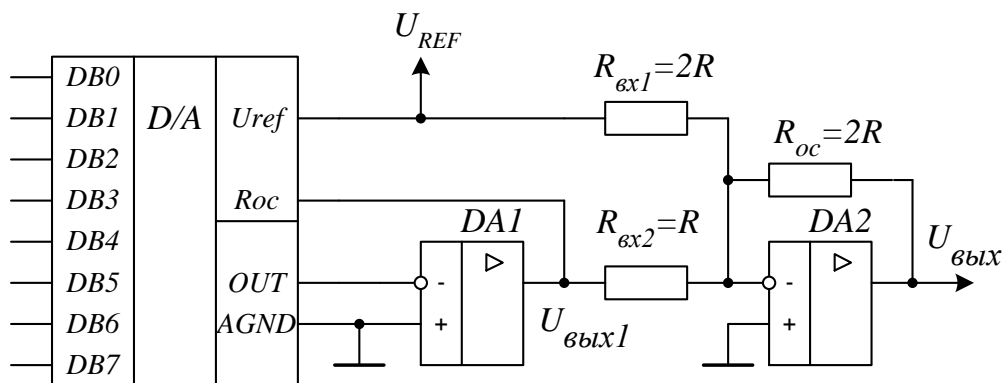 U_REF
R_вх1=2R
DB0
DB1 D/A Uref
R_ос=2R
DB2
DB3 Roc
DA1 R_вх2=R DA2
DB4
U_вых
DB5 OUT - -
DB6 AGND + +
U_вых1
DB7